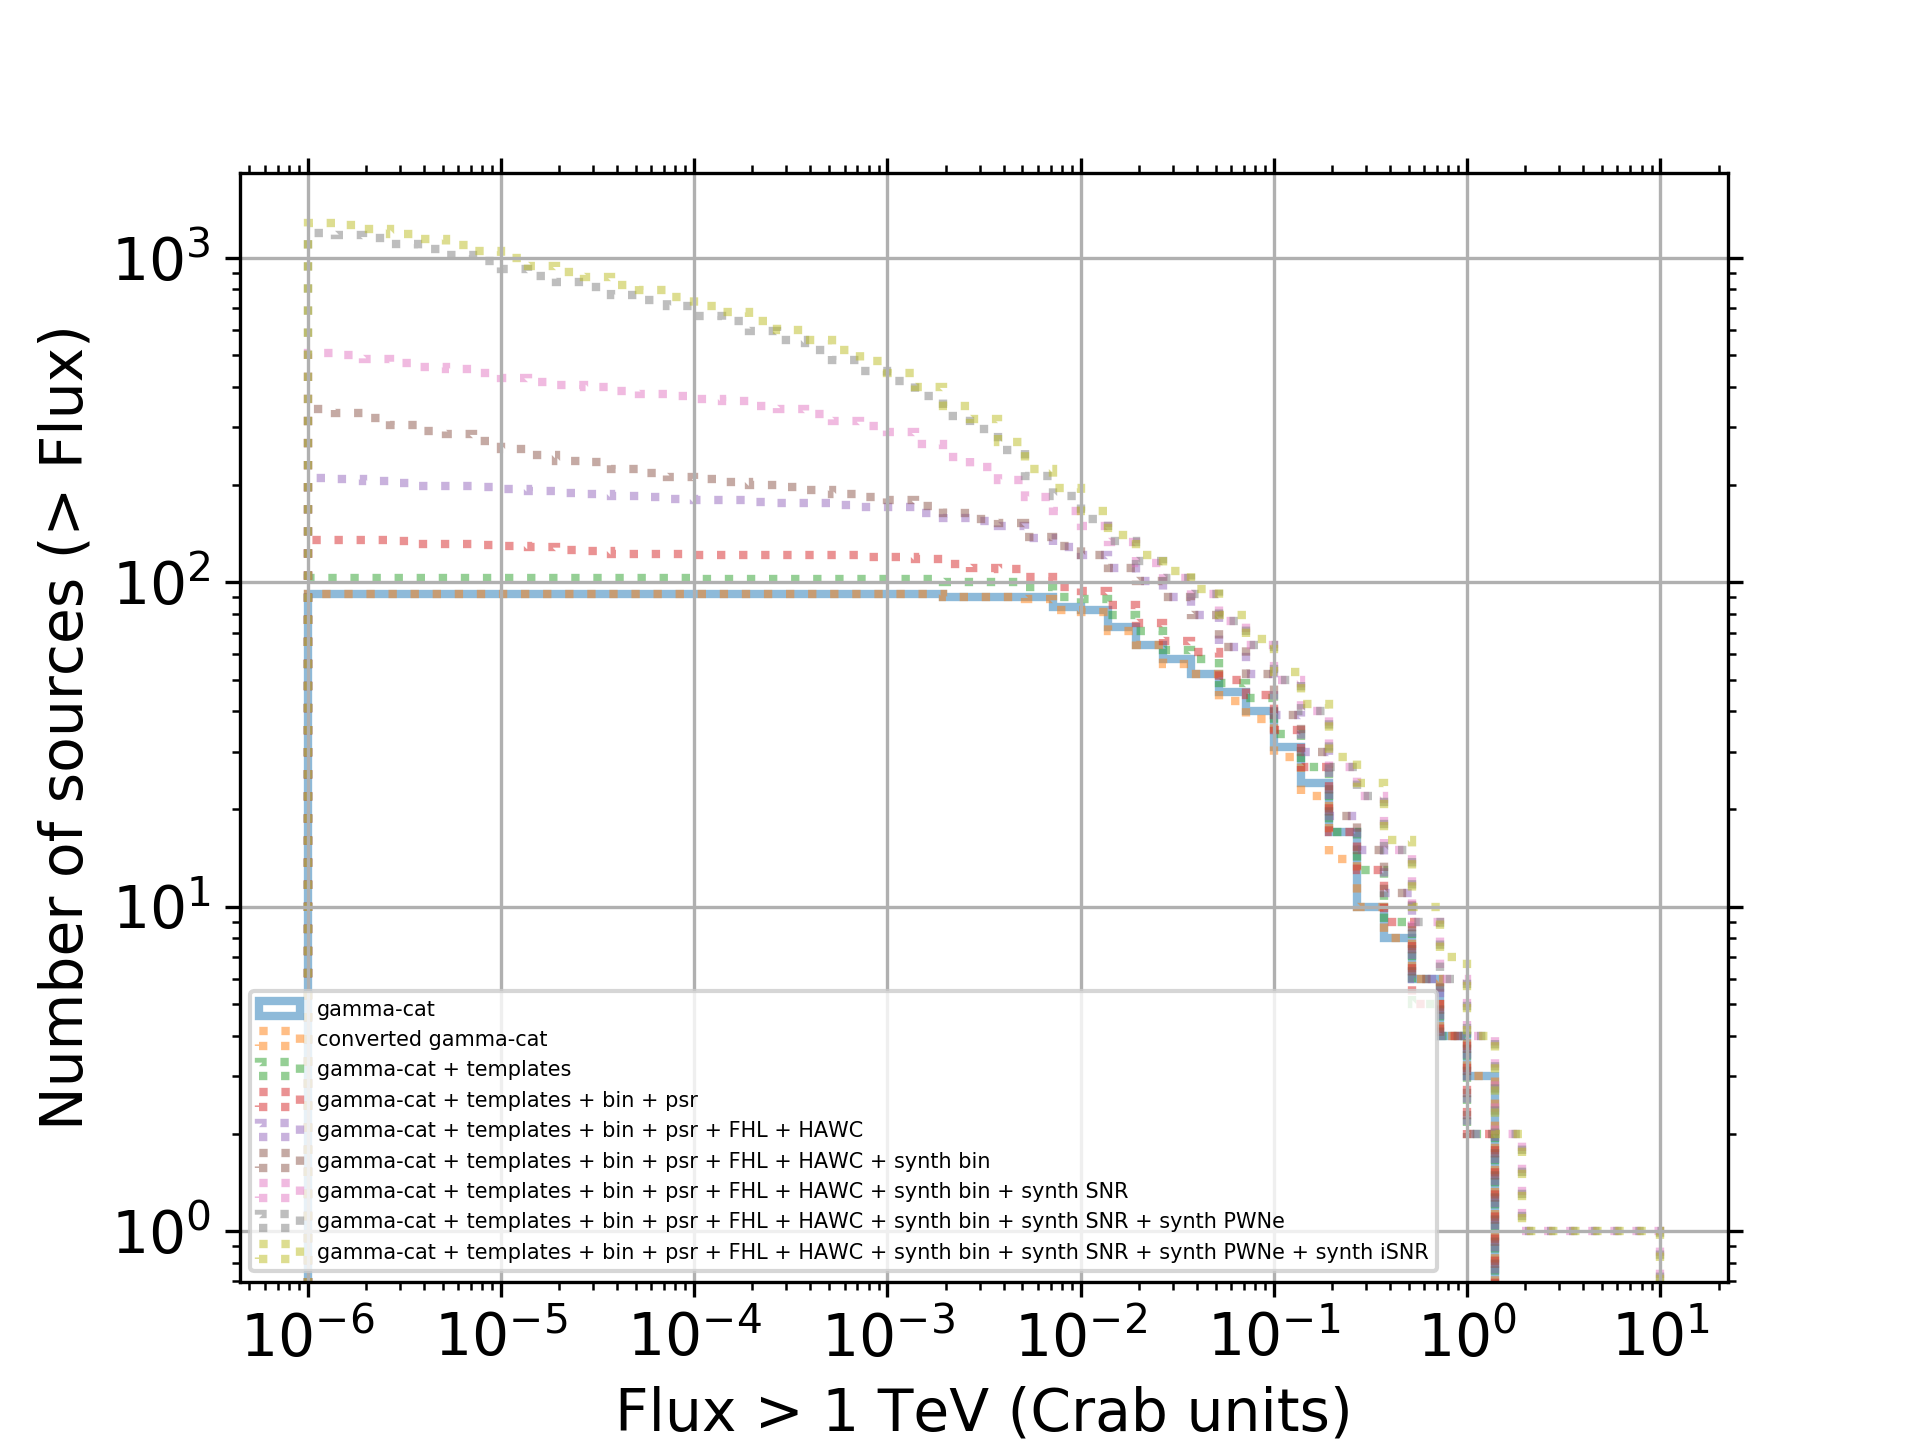 Number of sources (> Flux)
10³
10²
10¹
10⁰
gamma-cat
converted gamma-cat
gamma-cat + templates
gamma-cat + templates + bin + psr
gamma-cat + templates + bin + psr + FHL + HAWC
gamma-cat + templates + bin + psr + FHL + HAWC + synth bin
gamma-cat + templates + bin + psr + FHL + HAWC + synth bin + synth SNR
gamma-cat + templates + bin + psr + FHL + HAWC + synth bin + synth SNR + synth PWNe
gamma-cat + templates + bin + psr + FHL + HAWC + synth bin + synth SNR + synth PWNe + synth iSNR
10⁻⁶ 10⁻⁵ 10⁻⁴ 10⁻³ 10⁻² 10⁻¹ 10⁰ 10¹
Flux > 1 TeV (Crab units)